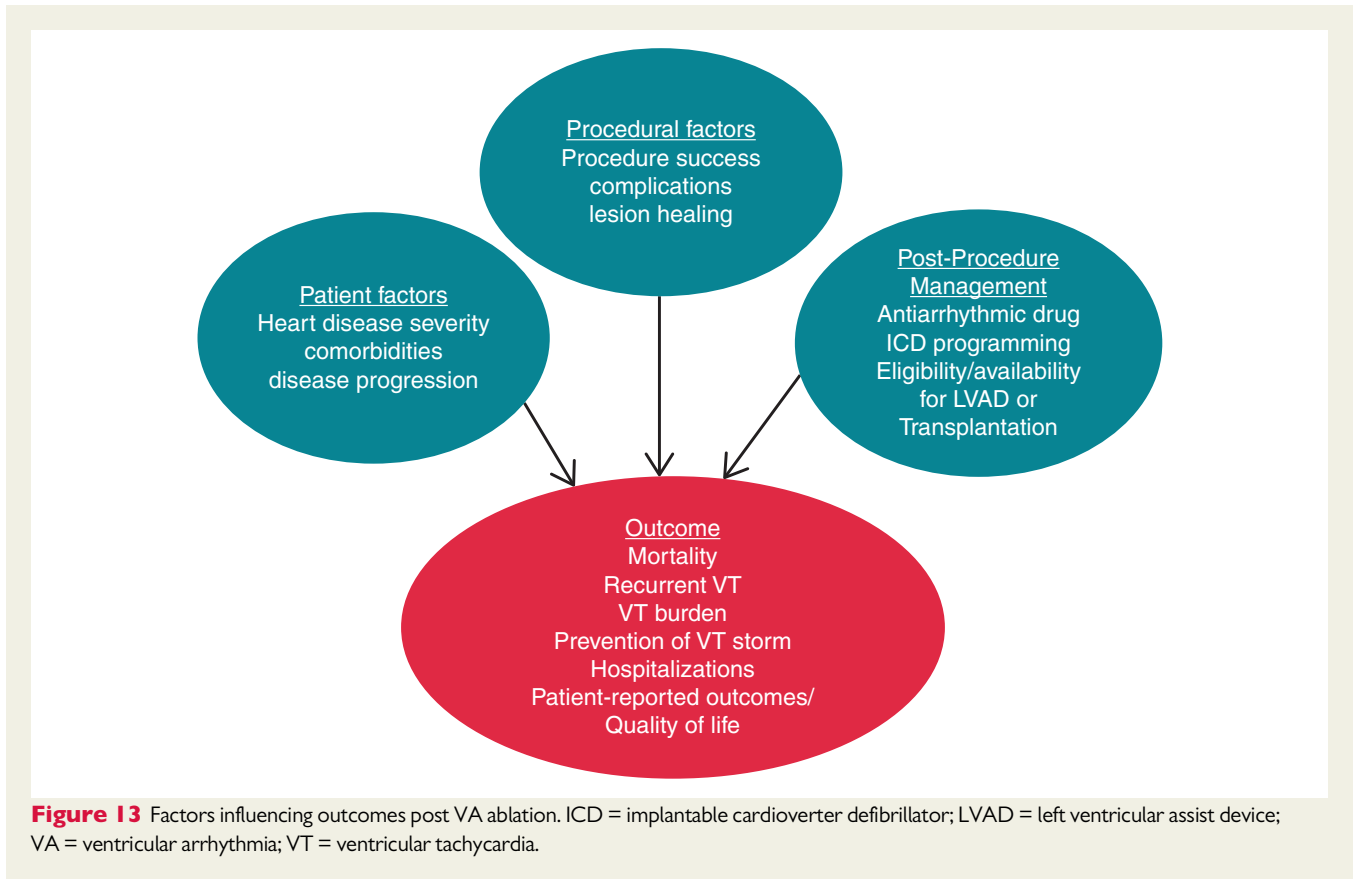 Procedural factors
Procedure success
complications
lesion healing
Patient factors
Heart disease severity
comorbidities
disease progression
Post-Procedure
Management
Antiarrhythmic drug
ICD programming
Eligibility/availability
for LVAD or
Transplantation
Outcome
Mortality
Recurrent VT
VT burden
Prevention of VT storm
Hospitalizations
Patient-reported outcomes/
Quality of life
Figure 13 Factors influencing outcomes post VA ablation. ICD = implantable cardioverter defibrillator; LVAD = left ventricular assist device;
VA = ventricular arrhythmia; VT = ventricular tachycardia.